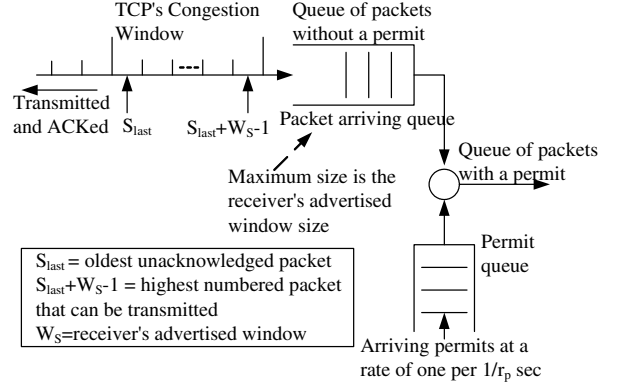 TCP's Congestion
Window
Queue of packets
without a permit
Transmitted
and ACKed
S_last
S_last+W_S-1
Packet arriving queue
Queue of packets
with a permit
Maximum size is the
receiver's advertised
window size
Permit
queue
S_last = oldest unacknowledged packet
S_last+W_S-1 = highest numbered packet
that can be transmitted
W_S=receiver's advertised window
Arriving permits at a
rate of one per 1/r_p sec